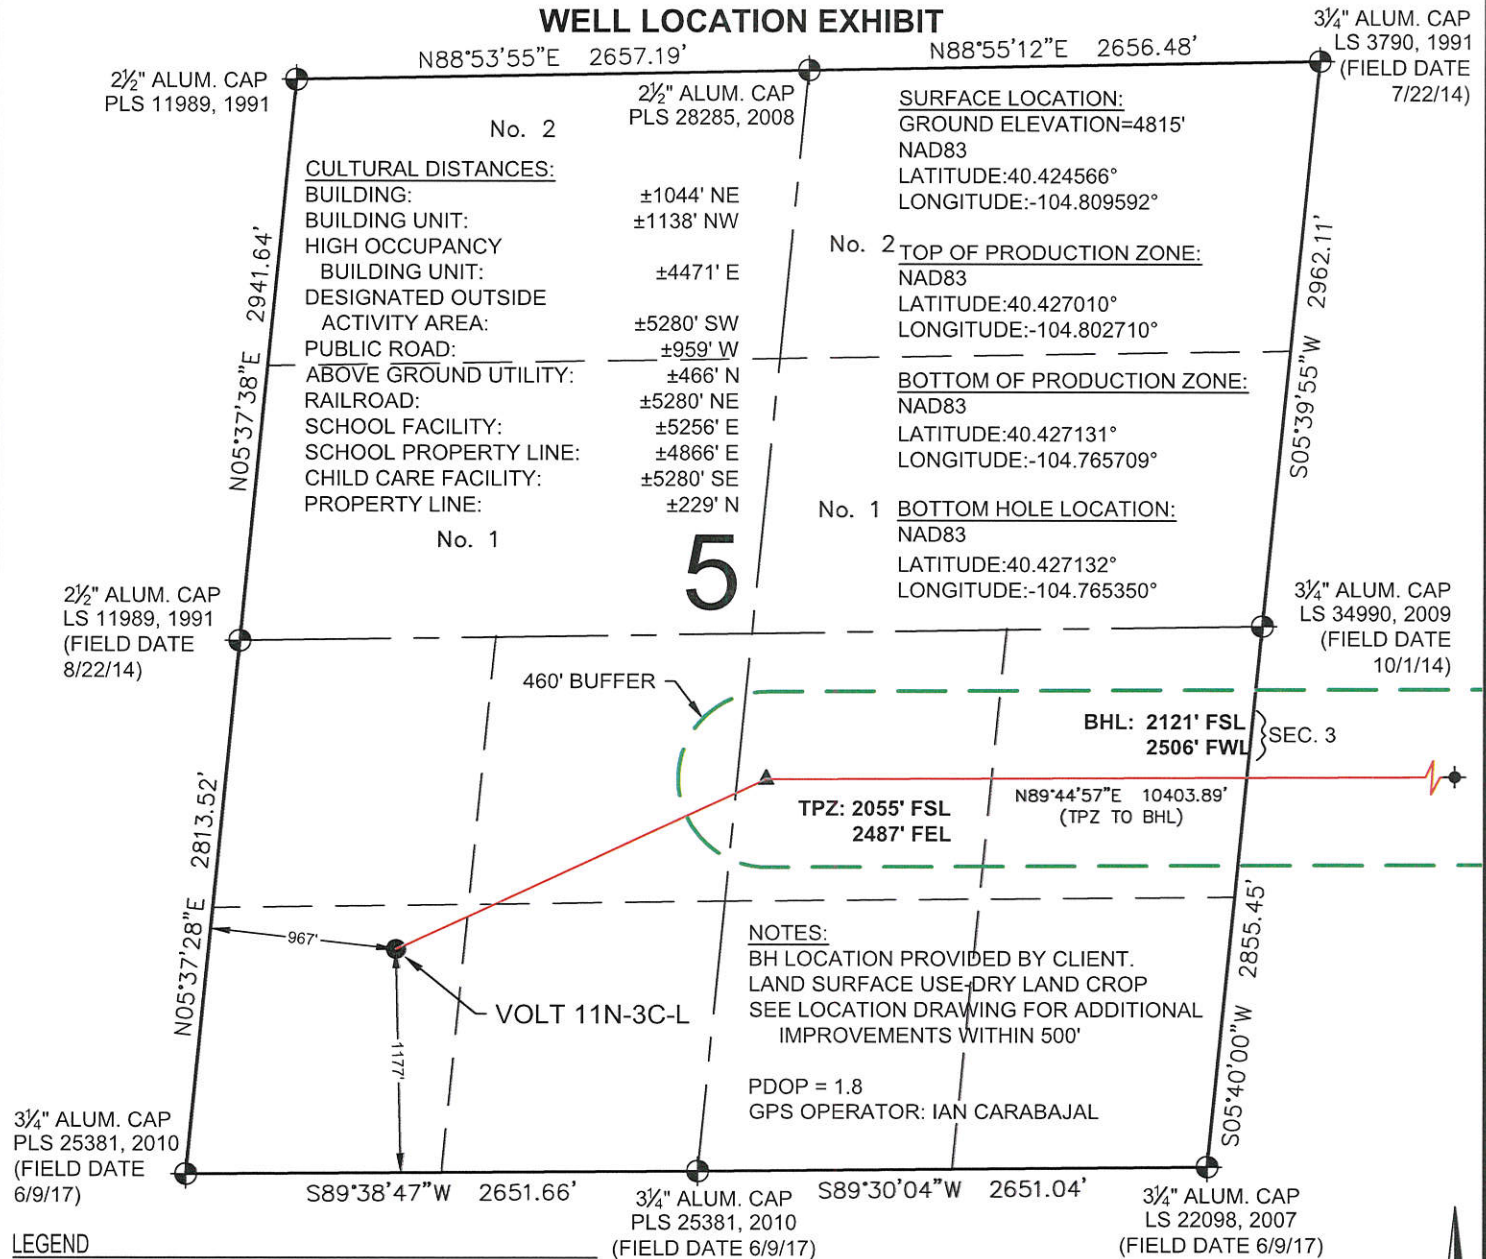 WELL LOCATION EXHIBIT
N88°53'55"E 2657.19'
N88°55'12"E 2656.48'
3¼" ALUM. CAP
LS 3790, 1991
(FIELD DATE
7/22/14)
2½" ALUM. CAP
PLS 11989, 1991
2½" ALUM. CAP
PLS 28285, 2008
No. 2
CULTURAL DISTANCES:
BUILDING: ±1044' NE
BUILDING UNIT: ±1138' NW
HIGH OCCUPANCY
BUILDING UNIT: ±4471' E
DESIGNATED OUTSIDE
ACTIVITY AREA: ±5280' SW
PUBLIC ROAD: ±959' W
ABOVE GROUND UTILITY: ±466' N
RAILROAD: ±5280' NE
SCHOOL FACILITY: ±5256' E
SCHOOL PROPERTY LINE: ±4866' E
CHILD CARE FACILITY: ±5280' SE
PROPERTY LINE: ±229' N
No. 1
SURFACE LOCATION:
GROUND ELEVATION=4815'
NAD83
LATITUDE:40.424566°
LONGITUDE:-104.809592°
No. 2
TOP OF PRODUCTION ZONE:
NAD83
LATITUDE:40.427010°
LONGITUDE:-104.802710°
BOTTOM OF PRODUCTION ZONE:
NAD83
LATITUDE:40.427131°
LONGITUDE:-104.765709°
No. 1
BOTTOM HOLE LOCATION:
NAD83
LATITUDE:40.427132°
LONGITUDE:-104.765350°
N05°37'38"E 2941.64'
S05°39'55"W 2962.11'
5
2½" ALUM. CAP
LS 11989, 1991
(FIELD DATE
8/22/14)
3¼" ALUM. CAP
LS 34990, 2009
(FIELD DATE
10/1/14)
460' BUFFER
BHL: 2121' FSL
2506' FWL
SEC. 3
TPZ: 2055' FSL
2487' FEL
N89°44'57"E 10403.89'
(TPZ TO BHL)
N05°37'28"E 2813.52'
S05°40'00"W 2855.45'
967'
1177'
VOLT 11N-3C-L
NOTES:
BH LOCATION PROVIDED BY CLIENT.
LAND SURFACE USE-DRY LAND CROP
SEE LOCATION DRAWING FOR ADDITIONAL
IMPROVEMENTS WITHIN 500'
PDOP = 1.8
GPS OPERATOR: IAN CARABAJAL
3¼" ALUM. CAP
PLS 25381, 2010
(FIELD DATE
6/9/17)
S89°38'47"W 2651.66'
3¼" ALUM. CAP
PLS 25381, 2010
(FIELD DATE 6/9/17)
S89°30'04"W 2651.04'
3¼" ALUM. CAP
LS 22098, 2007
(FIELD DATE 6/9/17)
LEGEND